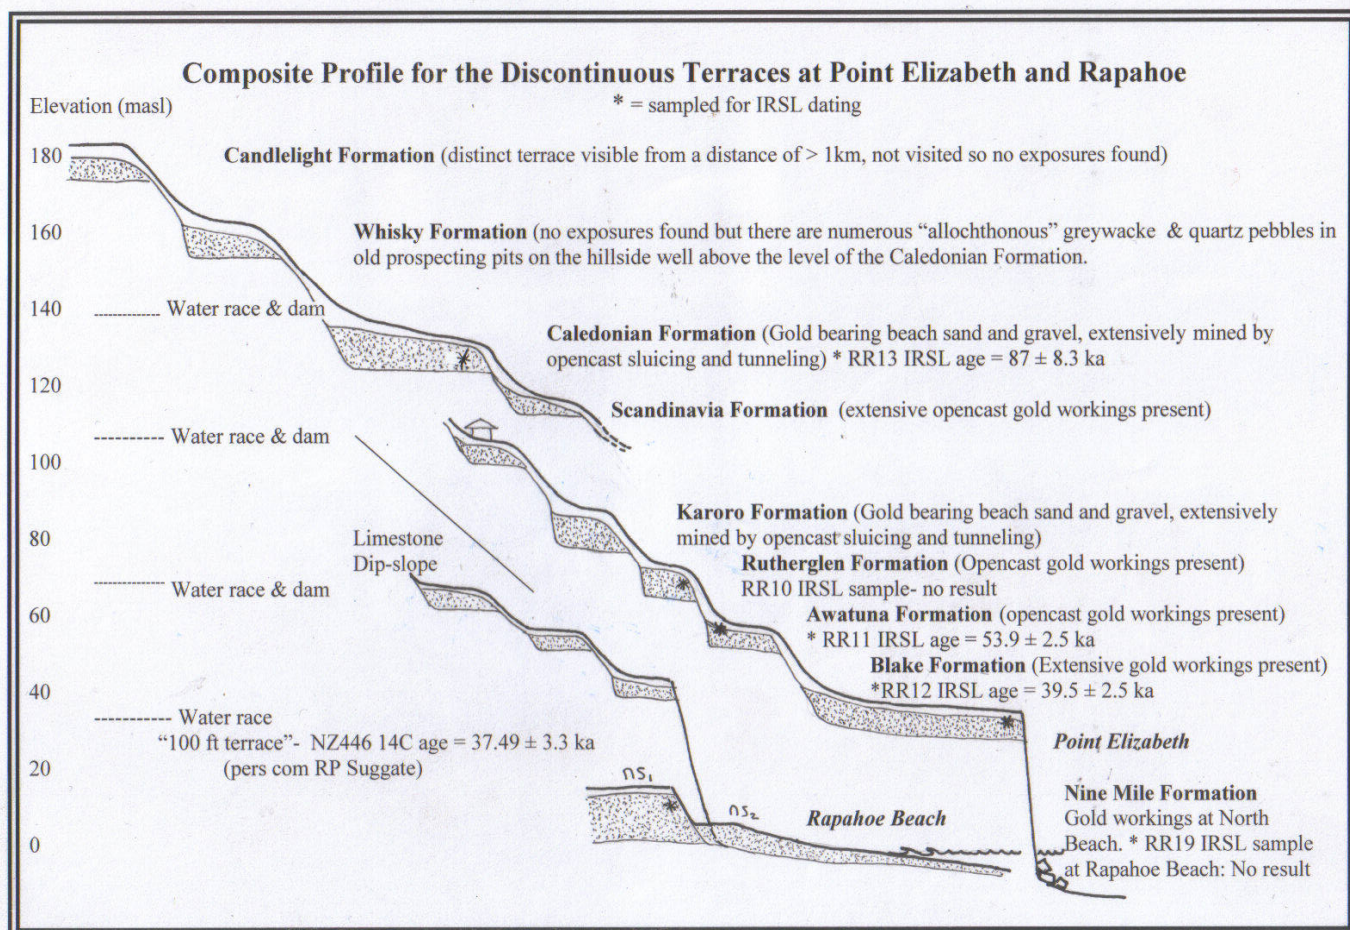 Composite Profile for the Discontinuous Terraces at Point Elizabeth and Rapahoe
Elevation (masl)
* = sampled for IRSL dating
180
Candlelight Formation (distinct terrace visible from a distance of > 1km, not visited so no exposures found)
160
Whisky Formation (no exposures found but there are numerous “allochthonous” greywacke & quartz pebbles in
old prospecting pits on the hillside well above the level of the Caledonian Formation.
140
Water race & dam
Caledonian Formation (Gold bearing beach sand and gravel, extensively mined by
opencast sluicing and tunneling) * RR13 IRSL age = 87 ± 8.3 ka
120
Scandinavia Formation (extensive opencast gold workings present)
Water race & dam
100
Karoro Formation (Gold bearing beach sand and gravel, extensively
mined by opencast sluicing and tunneling)
80
Limestone
Dip-slope
Rutherglen Formation (Opencast gold workings present)
RR10 IRSL sample- no result
Water race & dam
60
Awatuna Formation (opencast gold workings present)
* RR11 IRSL age = 53.9 ± 2.5 ka
Blake Formation (Extensive gold workings present)
*RR12 IRSL age = 39.5 ± 2.5 ka
40
Water race
“100 ft terrace”- NZ446 14C age = 37.49 ± 3.3 ka
(pers com RP Suggate)
Point Elizabeth
20
ns1
ns2
Rapahoe Beach
Nine Mile Formation
Gold workings at North
Beach. * RR19 IRSL sample
at Rapahoe Beach: No result
0